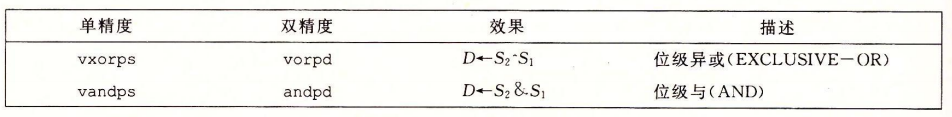 单精度 双精度 效果 描述
vxorps vorpd D←S₂^S₁ 位级异或(EXCLUSIVE-OR)
vandps andpd D←S₂&S₁ 位级与(AND)